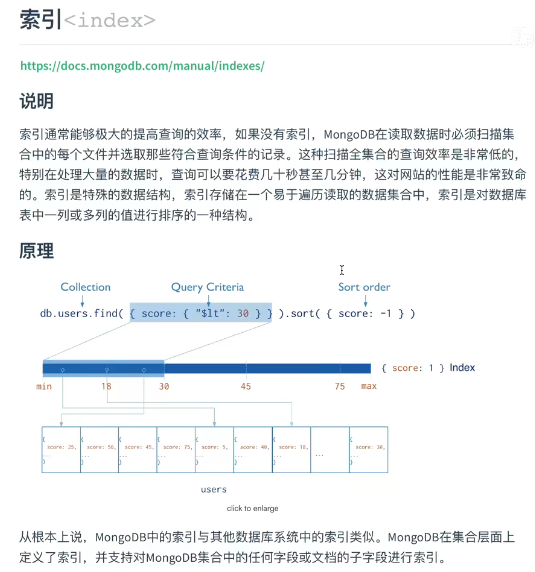 索引<index>
https://docs.mongodb.com/manual/indexes/
说明
索引通常能够极大的提高查询的效率，如果没有索引，MongoDB在读取数据时必须扫描集
合中的每个文件并选取那些符合查询条件的记录。这种扫描全集合的查询效率是非常低的，
特别在处理大量的数据时，查询可以要花费几十秒甚至几分钟，这对网站的性能是非常致命
的。索引是特殊的数据结构，索引存储在一个易于遍历读取的数据集合中，索引是对数据库
表中一列或多列的值进行排序的一种结构。
原理
Collection Query Criteria Sort order
db.users.find( { score: { "$lt": 30 } } ).sort( { score: -1 } )
{ score: 1 } Index
min 18 30 45 75 max
{ { { { { { { {
score: 25, score: 50, score: 45, score: 75, score: 5, score: 40, score: 18, score: 30,
... ... ... ... ... ... ... ... ...
} } } } } } } }
users
click to enlarge
从根本上说，MongoDB中的索引与其他数据库系统中的索引类似。MongoDB在集合层面上
定义了索引，并支持对MongoDB集合中的任何字段或文档的子字段进行索引。